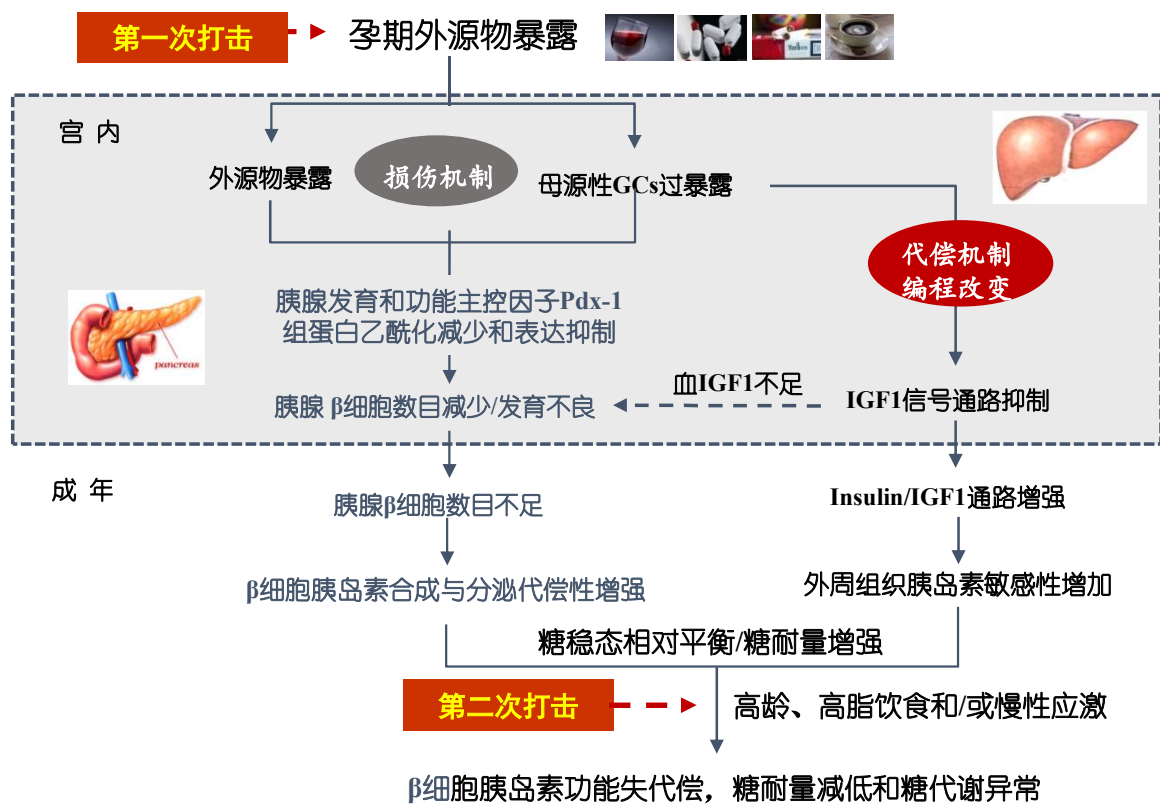 第一次打击
孕期外源物暴露
宫 内
外源物暴露
损伤机制
母源性GCs过暴露
代偿机制
编程改变
胰腺发育和功能主控因子Pdx-1
组蛋白乙酰化减少和表达抑制
pancreas
血IGF1不足
胰腺 β细胞数目减少/发育不良
IGF1信号通路抑制
成 年
胰腺β细胞数目不足
Insulin/IGF1通路增强
β细胞胰岛素合成与分泌代偿性增强
外周组织胰岛素敏感性增加
糖稳态相对平衡/糖耐量增强
第二次打击
高龄、高脂饮食和/或慢性应激
β细胞胰岛素功能失代偿，糖耐量减低和糖代谢异常